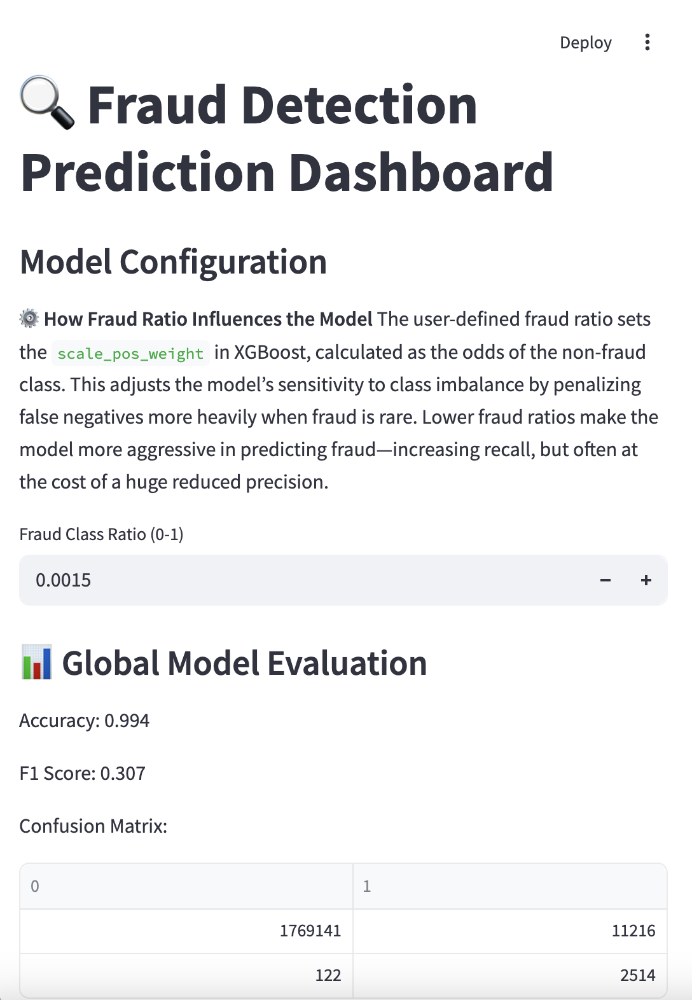 Deploy
Fraud Detection
Prediction Dashboard
Model Configuration
How Fraud Ratio Influences the Model The user-defined fraud ratio sets
the scale_pos_weight in XGBoost, calculated as the odds of the non-fraud
class. This adjusts the model’s sensitivity to class imbalance by penalizing
false negatives more heavily when fraud is rare. Lower fraud ratios make the
model more aggressive in predicting fraud—increasing recall, but often at
the cost of a huge reduced precision.
Fraud Class Ratio (0-1)
0.0015 − +
Global Model Evaluation
Accuracy: 0.994
F1 Score: 0.307
Confusion Matrix:
0 1
1769141 11216
122 2514